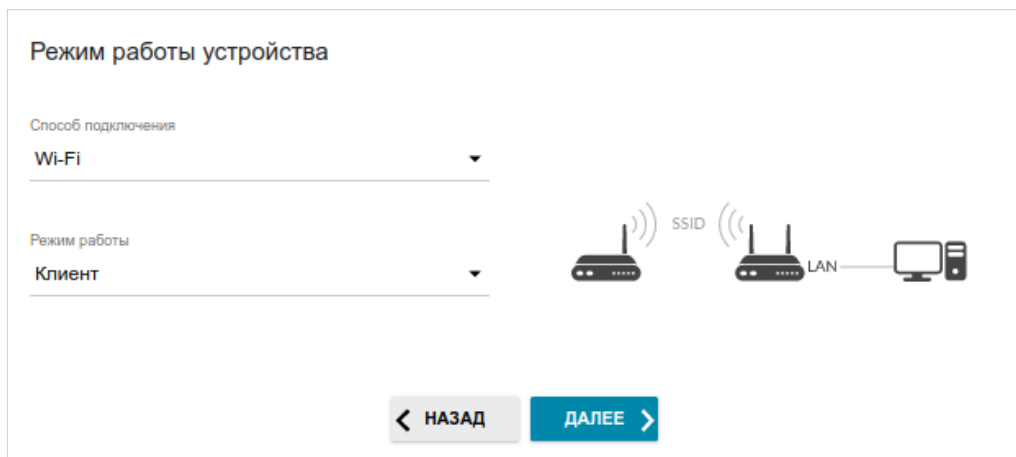 Режим работы устройства
Способ подключения
Wi-Fi
Режим работы
Клиент
SSID
LAN
НАЗАД
ДАЛЕЕ